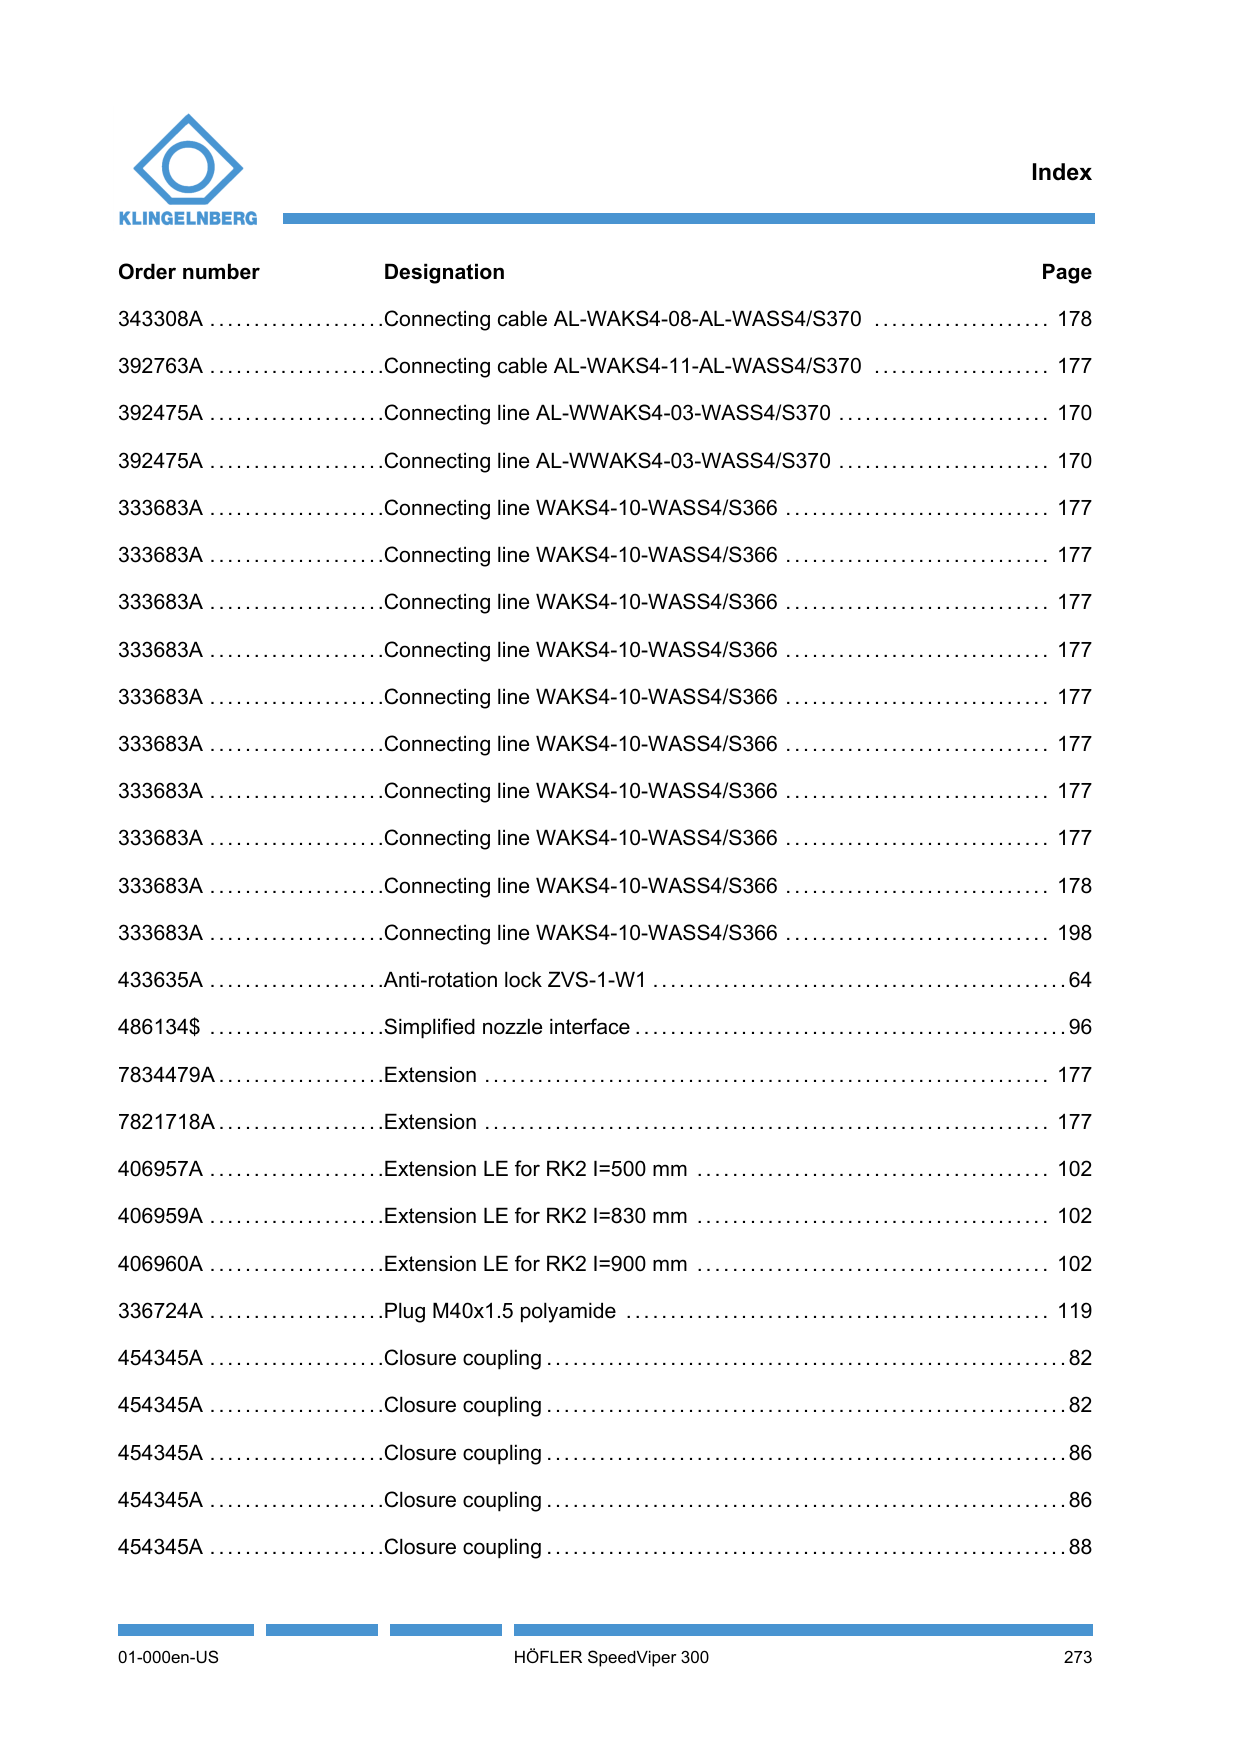 KLINGELNBERG
Index
Order number Designation Page
343308A ....................Connecting cable AL-WAKS4-08-AL-WASS4/S370 .................... 178
392763A ....................Connecting cable AL-WAKS4-11-AL-WASS4/S370 .................... 177
392475A ....................Connecting line AL-WWAKS4-03-WASS4/S370 ........................ 170
392475A ....................Connecting line AL-WWAKS4-03-WASS4/S370 ........................ 170
333683A ....................Connecting line WAKS4-10-WASS4/S366 .............................. 177
333683A ....................Connecting line WAKS4-10-WASS4/S366 .............................. 177
333683A ....................Connecting line WAKS4-10-WASS4/S366 .............................. 177
333683A ....................Connecting line WAKS4-10-WASS4/S366 .............................. 177
333683A ....................Connecting line WAKS4-10-WASS4/S366 .............................. 177
333683A ....................Connecting line WAKS4-10-WASS4/S366 .............................. 177
333683A ....................Connecting line WAKS4-10-WASS4/S366 .............................. 177
333683A ....................Connecting line WAKS4-10-WASS4/S366 .............................. 177
333683A ....................Connecting line WAKS4-10-WASS4/S366 .............................. 178
333683A ....................Connecting line WAKS4-10-WASS4/S366 .............................. 198
433635A ....................Anti-rotation lock ZVS-1-W1 ...............................................64
486134$ ....................Simplified nozzle interface .................................................96
7834479A...................Extension ................................................................ 177
7821718A...................Extension ................................................................ 177
406957A ....................Extension LE for RK2 l=500 mm ........................................ 102
406959A ....................Extension LE for RK2 l=830 mm ........................................ 102
406960A ....................Extension LE for RK2 l=900 mm ........................................ 102
336724A ....................Plug M40x1.5 polyamide ................................................ 119
454345A ....................Closure coupling ...........................................................82
454345A ....................Closure coupling ...........................................................82
454345A ....................Closure coupling ...........................................................86
454345A ....................Closure coupling ...........................................................86
454345A ....................Closure coupling ...........................................................88
01-000en-US HÖFLER SpeedViper 300 273